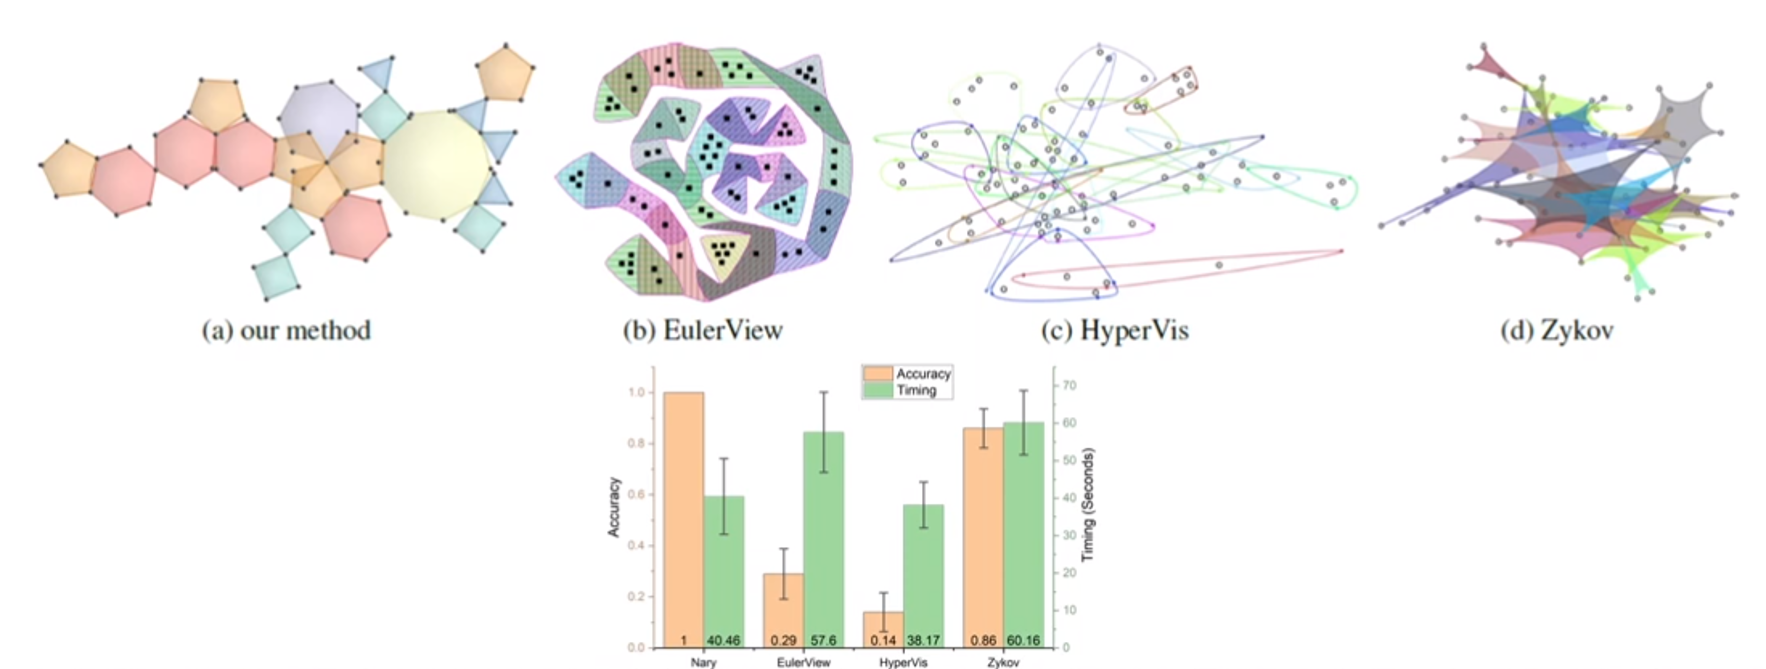 (a) our method (b) EulerView (c) HyperVis (d) Zykov
Accuracy
Timing
1.0
0.8
0.6
0.4
0.2
0.0
Accuracy
70
60
50
40
30
20
10
0
Timing (Seconds)
1 40.46 0.29 57.6 0.14 38.17 0.86 60.16
Nary EulerView HyperVis Zykov